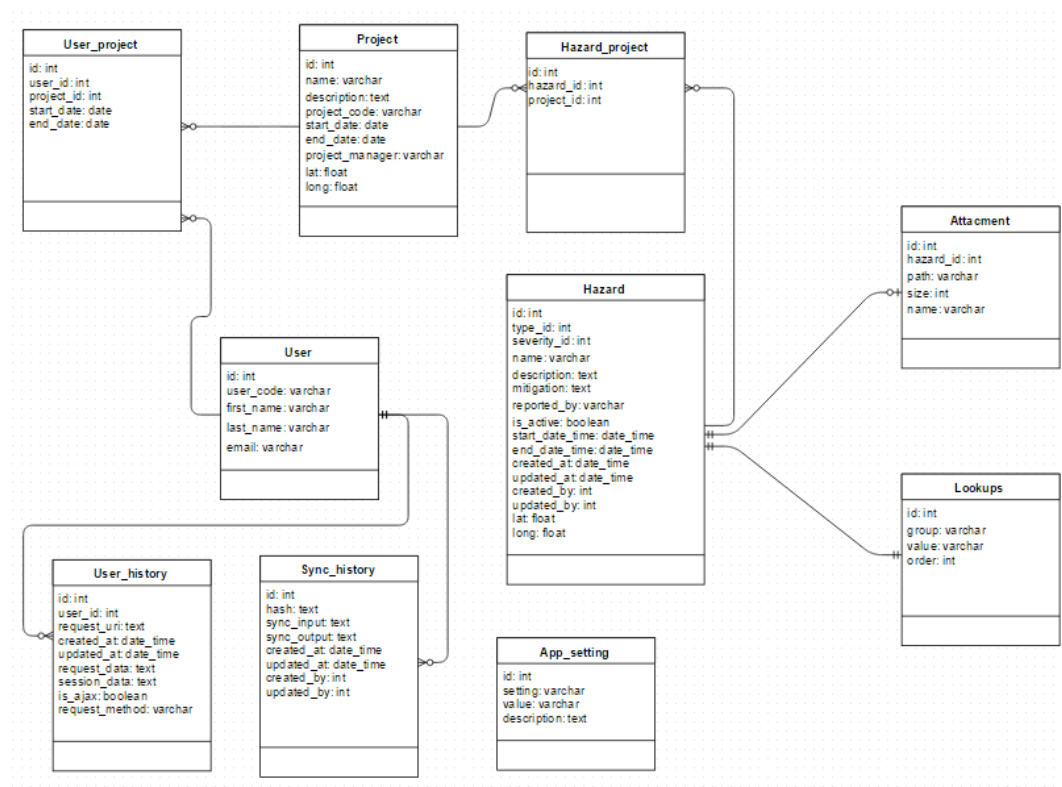 User_project
id: int
user_id: int
project_id: int
start_date: date
end_date: date
Project
id: int
name: varchar
description: text
project_code: varchar
start_date: date
end_date: date
project_manager: varchar
lat: float
long: float
Hazard_project
id: int
hazard_id: int
project_id: int
Attacment
id: int
hazard_id: int
path: varchar
size: int
name: varchar
Hazard
id: int
type_id: int
severity_id: int
name: varchar
description: text
mitigation: text
reported_by: varchar
is_active: boolean
start_date_time: date_time
end_date_time: date_time
created_at: date_time
updated_at: date_time
created_by: int
updated_by: int
lat: float
long: float
User
id: int
user_code: varchar
first_name: varchar
last_name: varchar
email: varchar
Lookups
id: int
group: varchar
value: varchar
order: int
User_history
id: int
user_id: int
request_uri: text
created_at: date_time
updated_at: date_time
request_data: text
session_data: text
is_ajax: boolean
request_method: varchar
Sync_history
id: int
hash: text
sync_input: text
sync_output: text
created_at: date_time
updated_at: date_time
created_by: int
updated_by: int
App_setting
id: int
setting: varchar
value: varchar
description: text